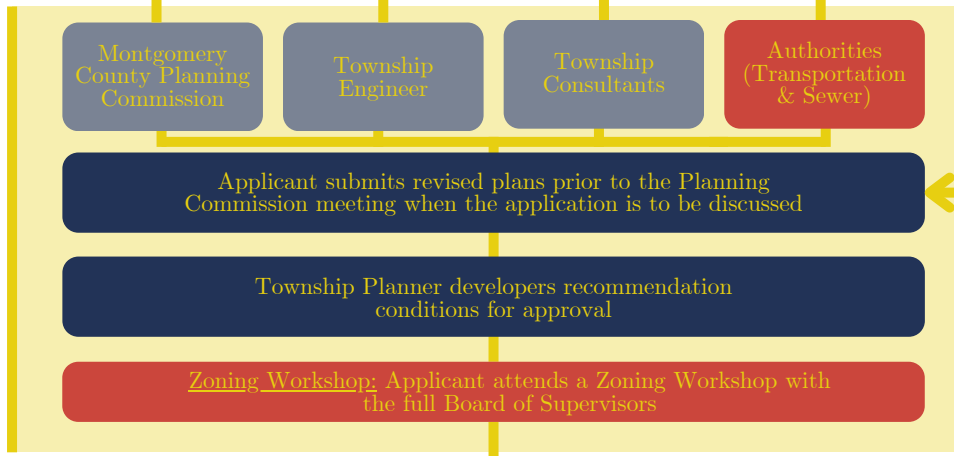 Montgomery
County Planning
Commission
Township
Engineer
Township
Consultants
Authorities
(Transportation
& Sewer)
Applicant submits revised plans prior to the Planning
Commission meeting when the application is to be discussed
Township Planner developers recommendation
conditions for approval
Zoning Workshop: Applicant attends a Zoning Workshop with
the full Board of Supervisors